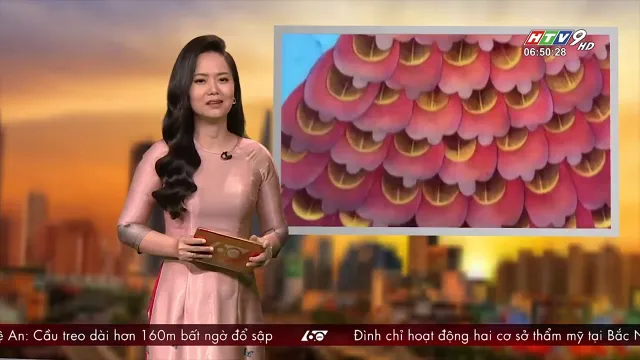 HTV9 HD
06:50:28
ệ An: Cầu treo dài hơn 160m bất ngờ đổ sập
Đình chỉ hoạt động hai cơ sở thẩm mỹ tại Bắc N